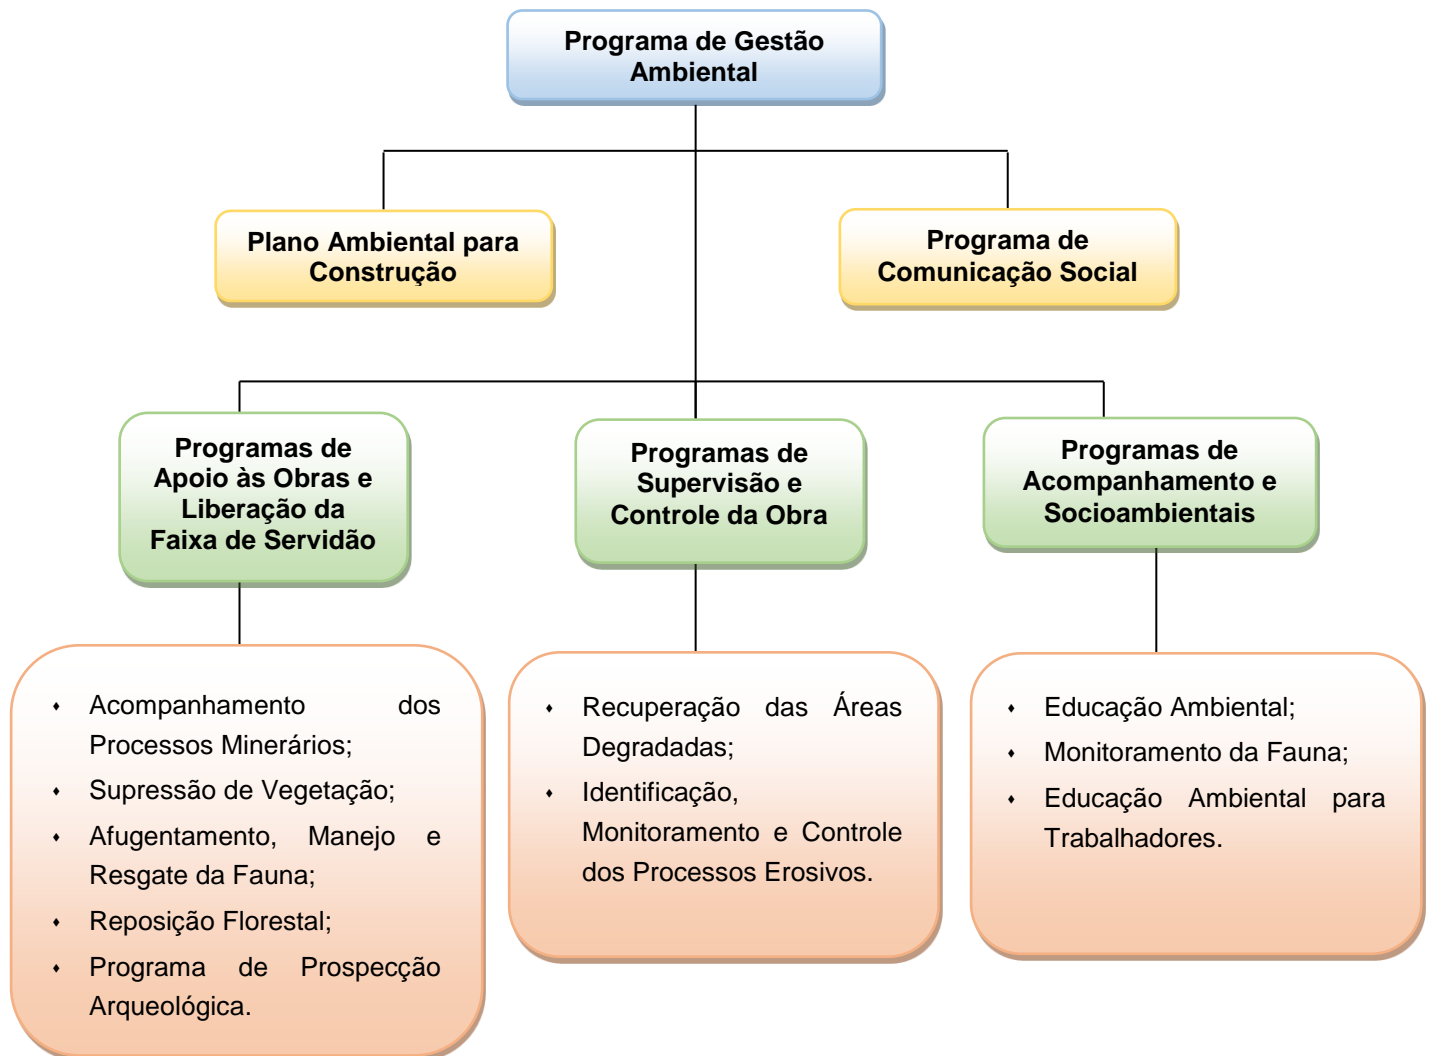 Programa de Gestão
Ambiental
Plano Ambiental para
Construção
Programa de
Comunicação Social
Programas de
Apoio às Obras e
Liberação da
Faixa de Servidão
Programas de
Supervisão e
Controle da Obra
Programas de
Acompanhamento e
Socioambientais
Acompanhamento dos
Processos Minerários;
Supressão de Vegetação;
Afugentamento, Manejo e
Resgate da Fauna;
Reposição Florestal;
Programa de Prospecção
Arqueológica.
Recuperação das Áreas
Degradadas;
Identificação,
Monitoramento e Controle
dos Processos Erosivos.
Educação Ambiental;
Monitoramento da Fauna;
Educação Ambiental para
Trabalhadores.